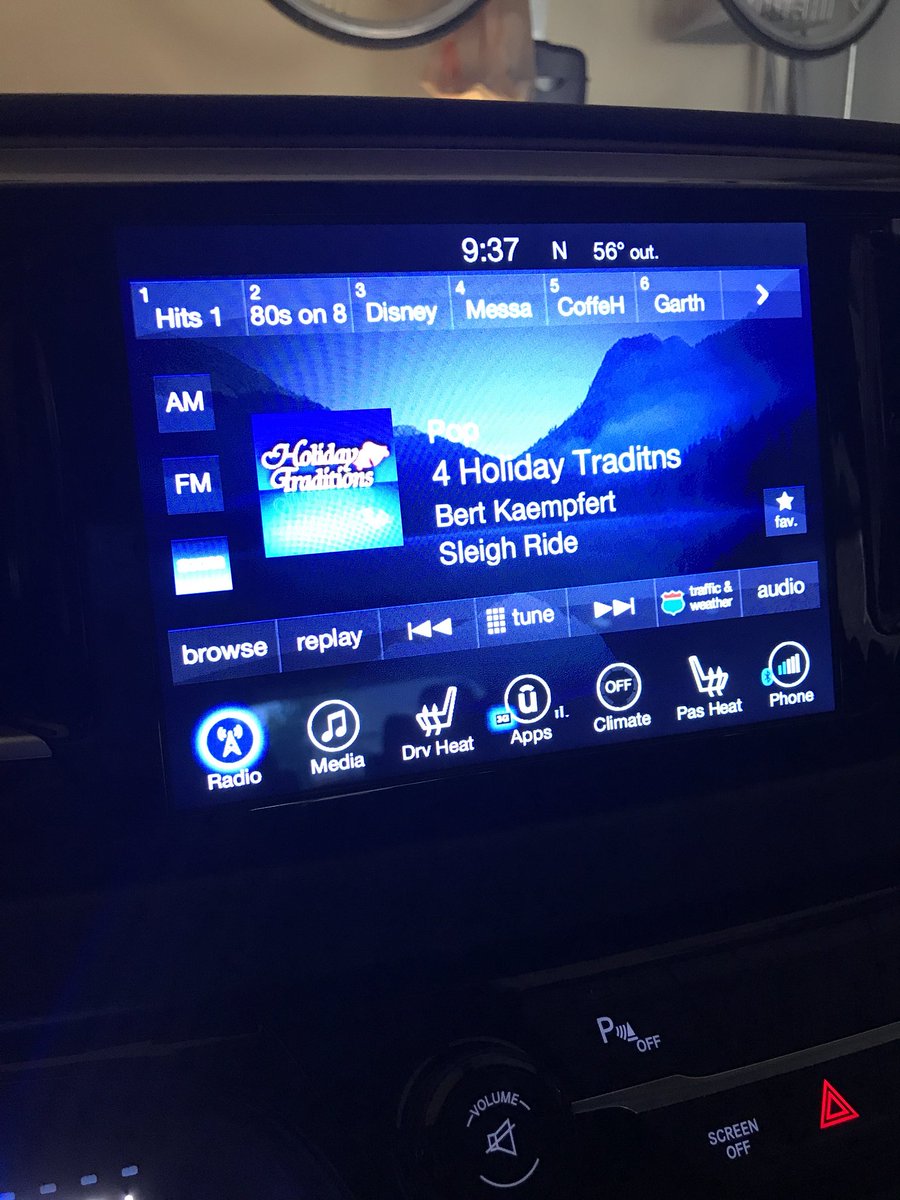 9:37 N 56° out.
1 Hits 1 2 80s on 8 3 Disney 4 Messa 5 CoffeH 6 Garth
AM
FM
Holiday
Traditions
Pop
4 Holiday Traditns
Bert Kaempfert
Sleigh Ride
fav.
browse replay tune traffic & weather audio
Radio Media Drv Heat 3G ü Apps OFF Climate Pas Heat Phone
P OFF
VOLUME
SCREEN
OFF